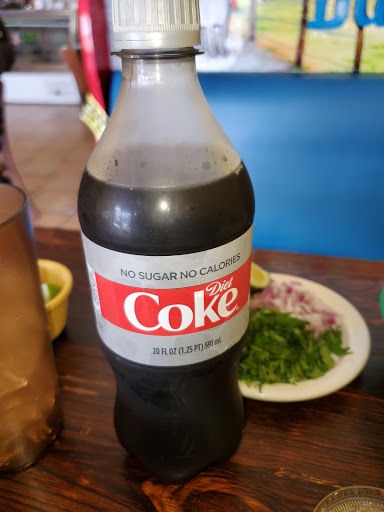 NO SUGAR NO CALORIES
Diet
Coke
20 FL OZ (1.25 PT) 591 mL